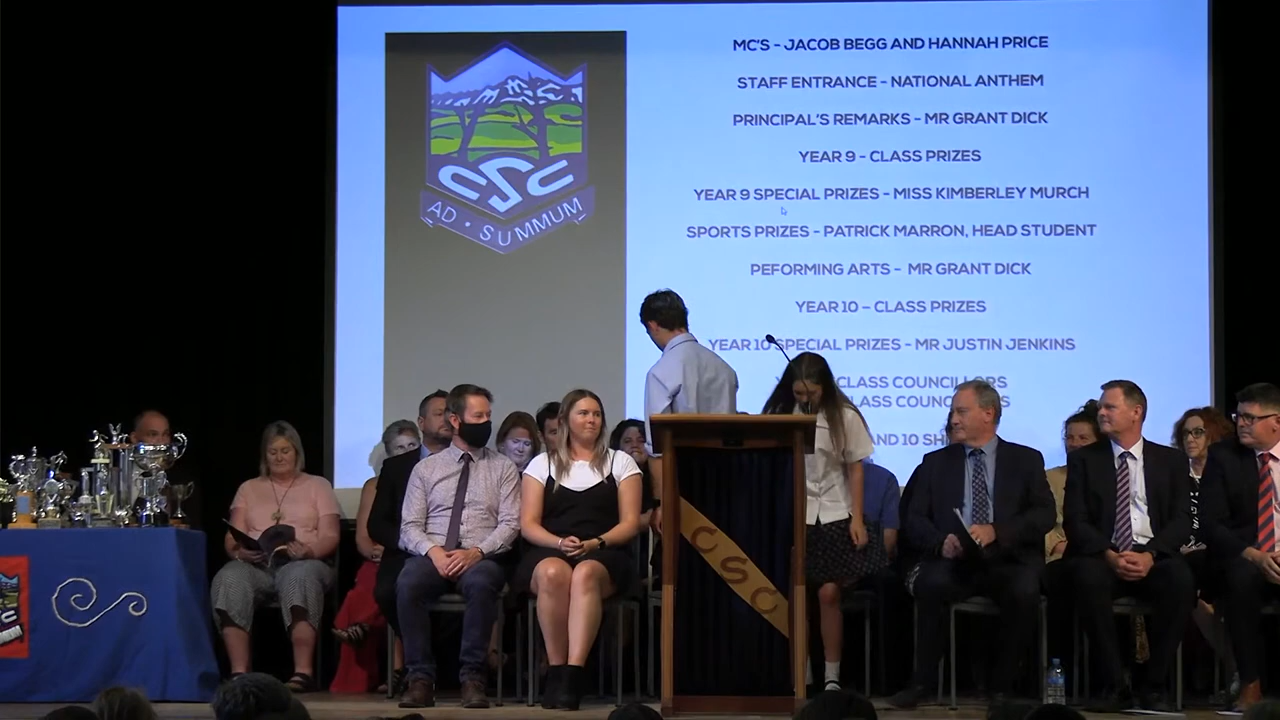 MC'S - JACOB BEGG AND HANNAH PRICE
STAFF ENTRANCE - NATIONAL ANTHEM
PRINCIPAL'S REMARKS - MR GRANT DICK
YEAR 9 - CLASS PRIZES
YEAR 9 SPECIAL PRIZES - MISS KIMBERLEY MURCH
SPORTS PRIZES - PATRICK MARRON, HEAD STUDENT
PEFORMING ARTS - MR GRANT DICK
YEAR 10 - CLASS PRIZES
YEAR 10 SPECIAL PRIZES - MR JUSTIN JENKINS
CLASS COUNCILLORS
AND 10
CSC
AD · SUMMUM
CSC